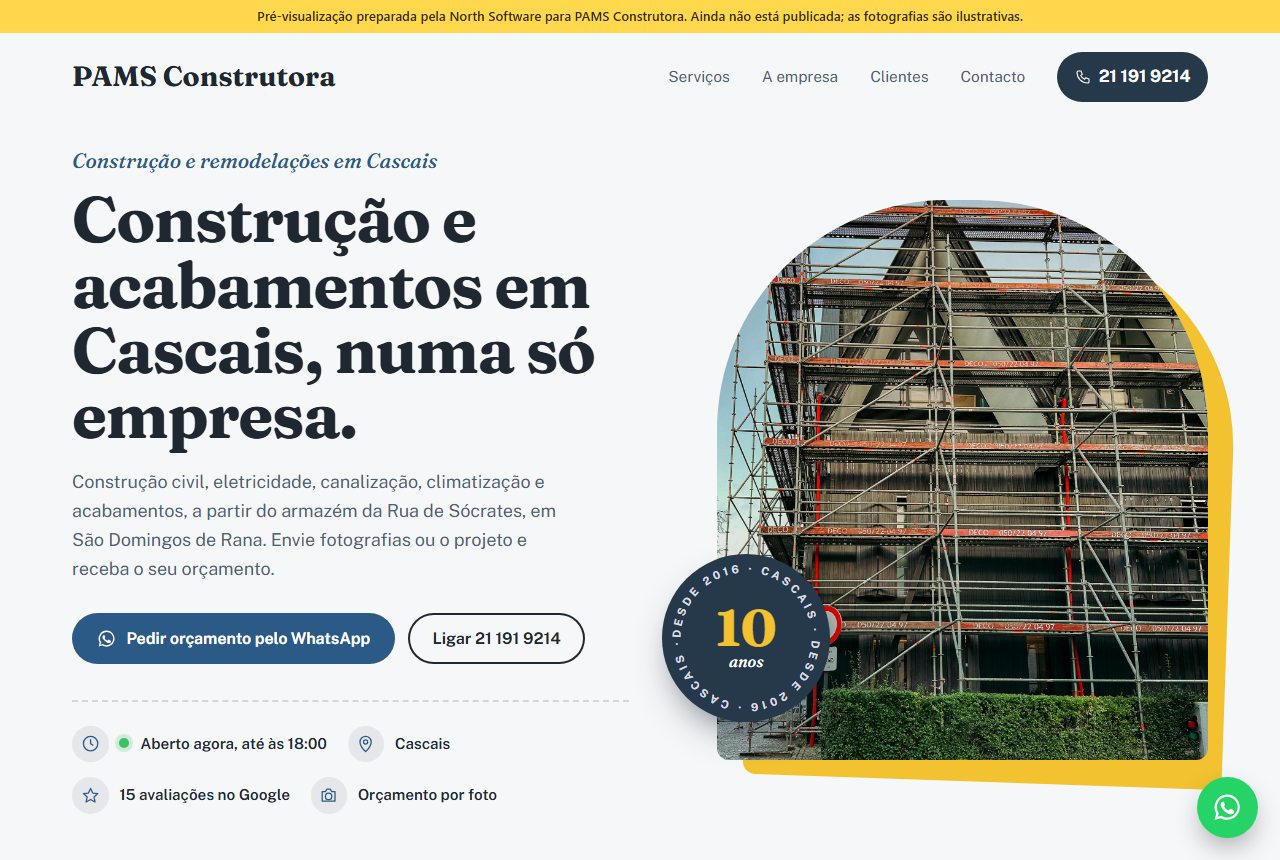 Pré-visualização preparada pela North Software para PAMS Construtora. Ainda não está publicada; as fotografias são ilustrativas.
PAMS Construtora
Serviços
A empresa
Clientes
Contacto
21 191 9214
Construção e remodelações em Cascais
Construção e
acabamentos em
Cascais, numa só
empresa.
Construção civil, eletricidade, canalização, climatização e
acabamentos, a partir do armazém da Rua de Sócrates, em
São Domingos de Rana. Envie fotografias ou o projeto e
receba o seu orçamento.
Pedir orçamento pelo WhatsApp
Ligar 21 191 9214
DESDE 2016 · CASCAIS · DESDE 2016 · CASCAIS ·
10
anos
Aberto agora, até às 18:00
Cascais
15 avaliações no Google
Orçamento por foto